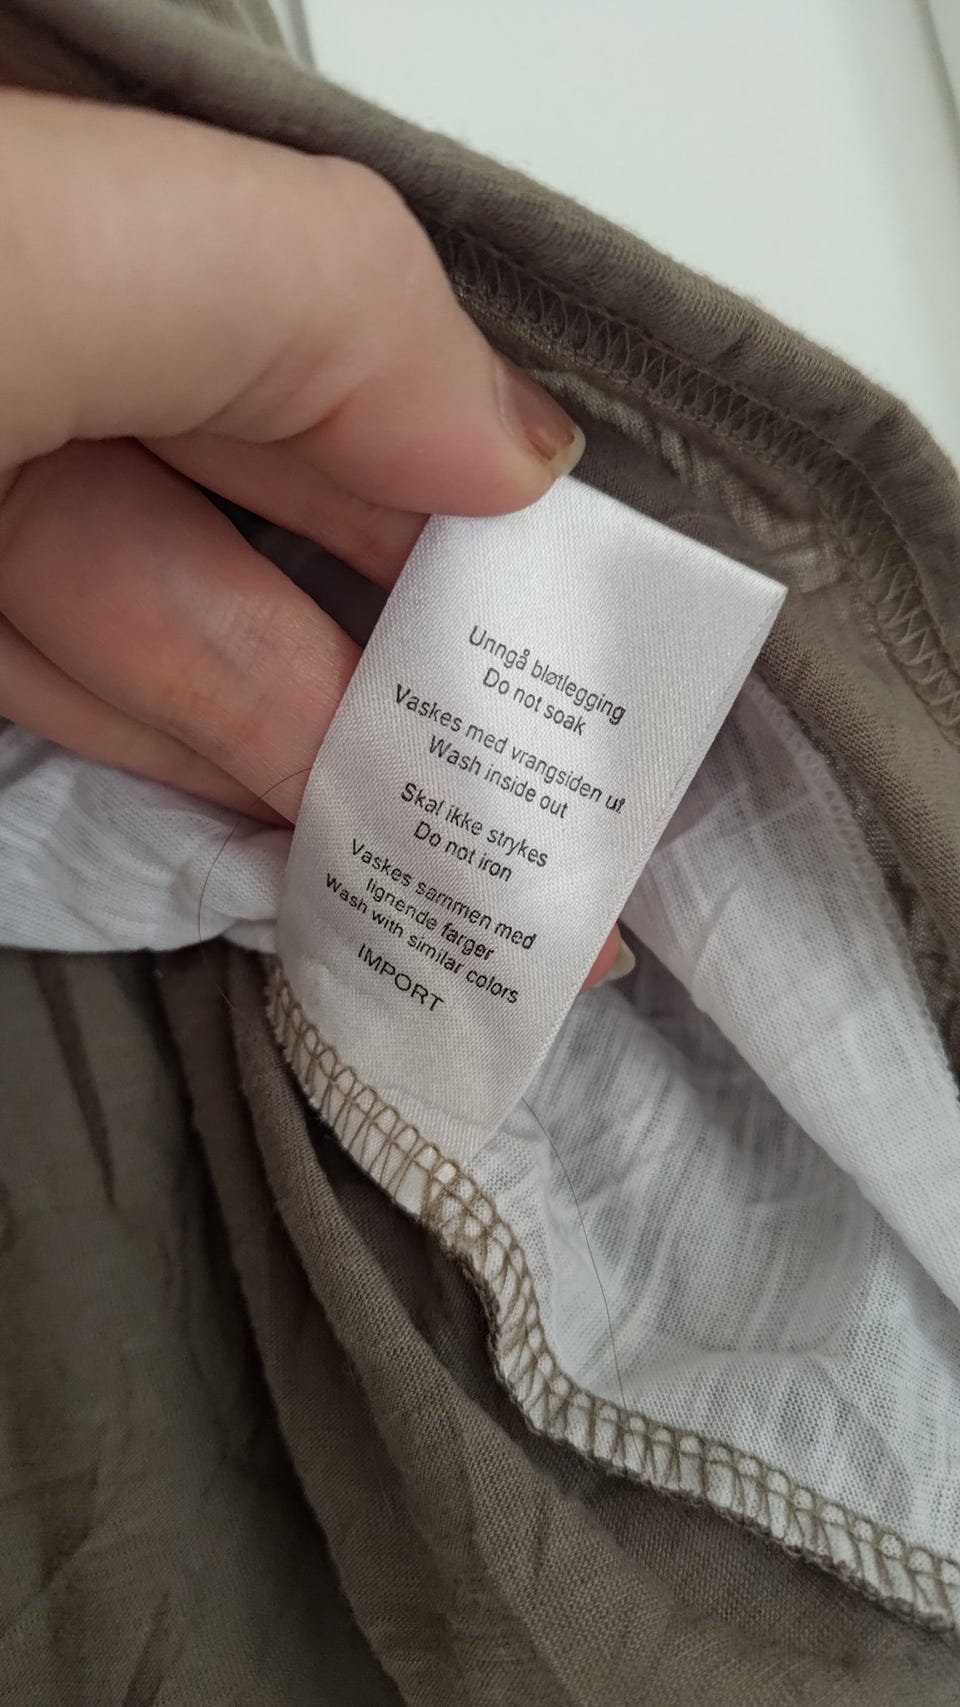 Unngå bløtlegging
Do not soak
Vaskes med vrangsiden ut
Wash inside out
Skal ikke strykes
Do not iron
Vaskes sammen med
lignende farger
Wash with similar colors
IMPORT